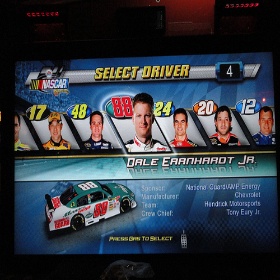 NASCAR
SELECT DRIVER
4
17 48 88 24 20 12
DALE EARNHARDT JR.
Sponsor: National Guard/AMP Energy
Manufacturer: Chevrolet
Team: Hendrick Motorsports
Crew Chief: Tony Eury Jr.
88
PRESS GAS TO SELECT